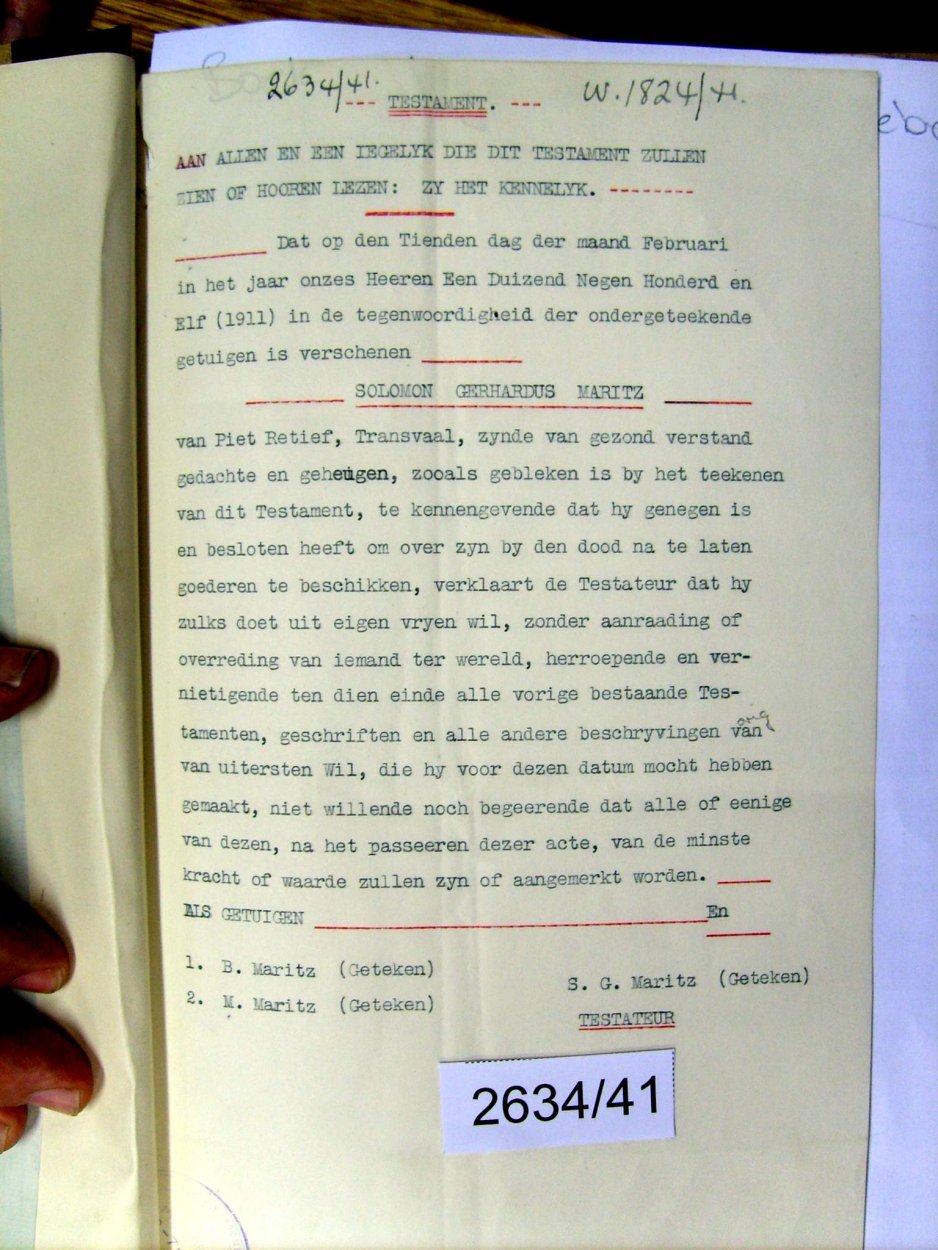 2634/41.
W.1824/41.
--- TESTAMENT. ---
AAN ALLEN EN EEN IEGELYK DIE DIT TESTAMENT ZULLEN
ZIEN OF HOOREN LEZEN: ZY HET KENNELYK. --------
Dat op den Tienden dag der maand Februari
in het jaar onzes Heeren Een Duizend Negen Honderd en
Elf (1911) in de tegenwoordigheid der ondergeteekende
getuigen is verschenen
SOLOMON GERHARDUS MARITZ
van Piet Retief, Transvaal, zynde van gezond verstand
gedachte en geheugen, zooals gebleken is by het teekenen
van dit Testament, te kennengevende dat hy genegen is
en besloten heeft om over zyn by den dood na te laten
goederen te beschikken, verklaart de Testateur dat hy
zulks doet uit eigen vryen wil, zonder aanraading of
overreding van iemand ter wereld, herroepende en ver-
nietigende ten dien einde alle vorige bestaande Tes-
tamenten, geschriften en alle andere beschryvingen van
van uitersten Wil, die hy voor dezen datum mocht hebben
gemaakt, niet willende noch begeerende dat alle of eenige
van dezen, na het passeeren dezer acte, van de minste
kracht of waarde zullen zyn of aangemerkt worden.
ALS GETUIGEN En
1. B. Maritz (Geteken)
S. G. Maritz (Geteken)
2. M. Maritz (Geteken)
TESTATEUR
2634/41